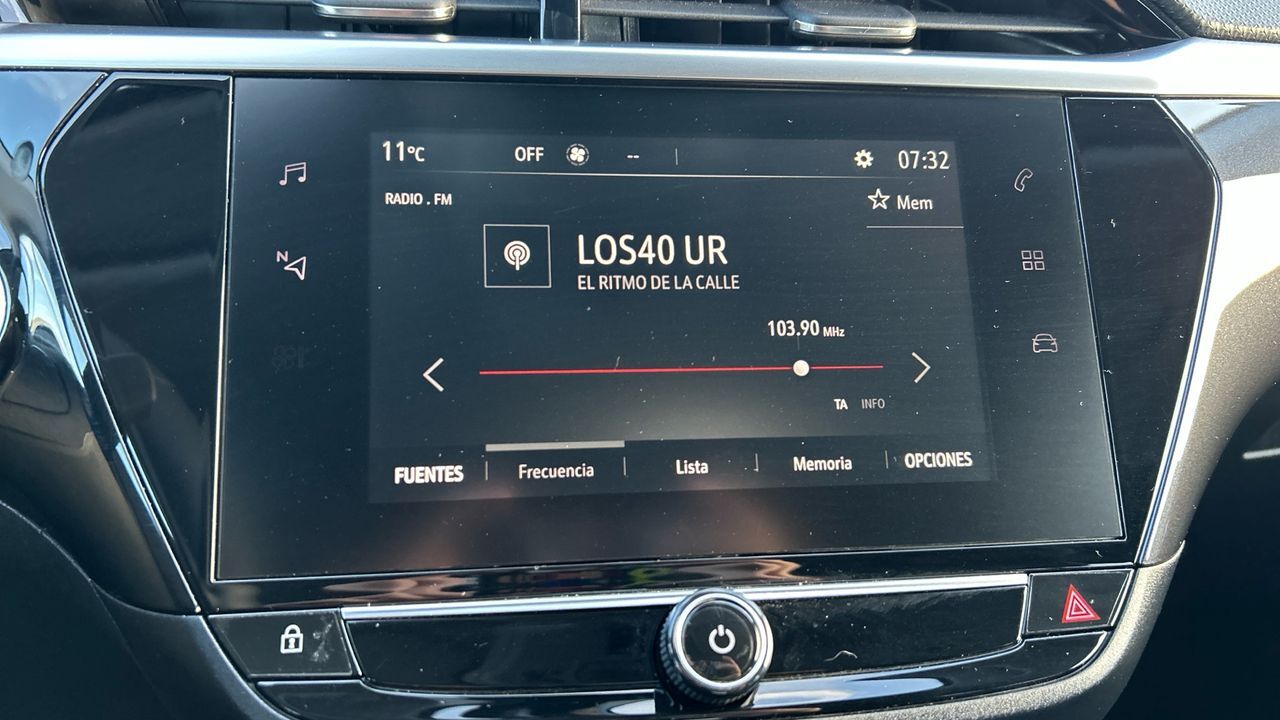 11°C OFF -- 07:32
RADIO . FM
Mem
N
LOS40 UR
EL RITMO DE LA CALLE
103.90 MHz
TA INFO
FUENTES Frecuencia Lista Memoria OPCIONES